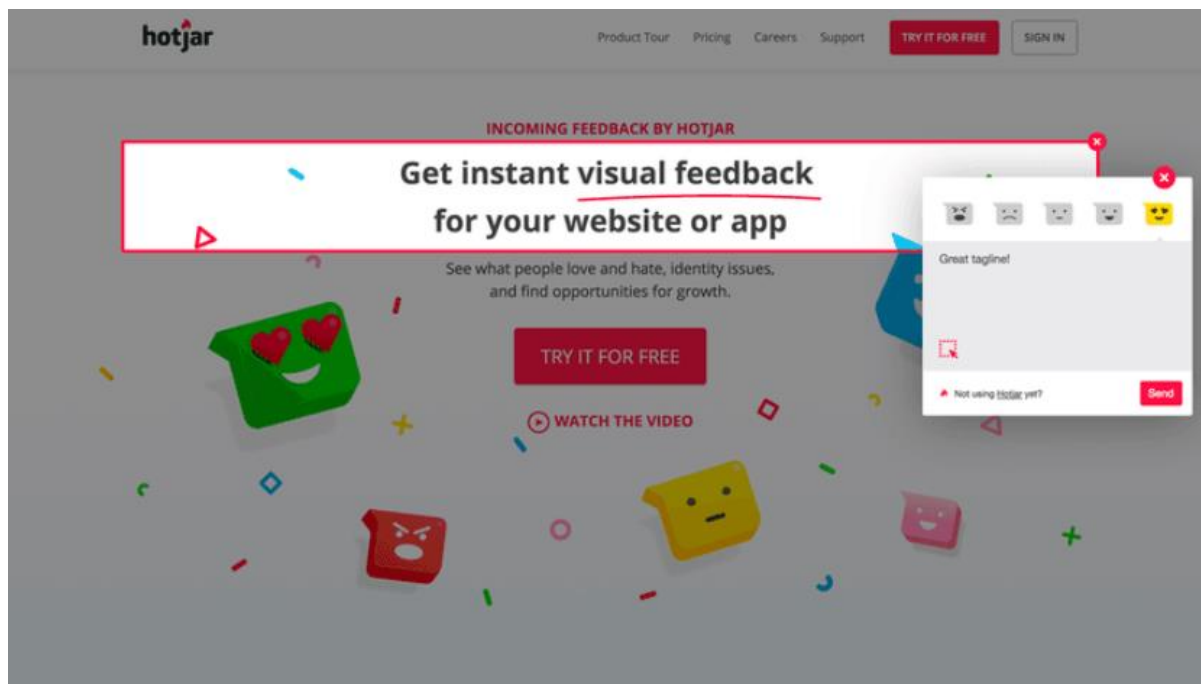 hotjar
Product Tour Pricing Careers Support TRY IT FOR FREE SIGN IN
INCOMING FEEDBACK BY HOTJAR
Get instant visual feedback
for your website or app
See what people love and hate, identity issues,
and find opportunities for growth.
TRY IT FOR FREE
WATCH THE VIDEO
Great tagline!
Not using Hotjar yet?
Send